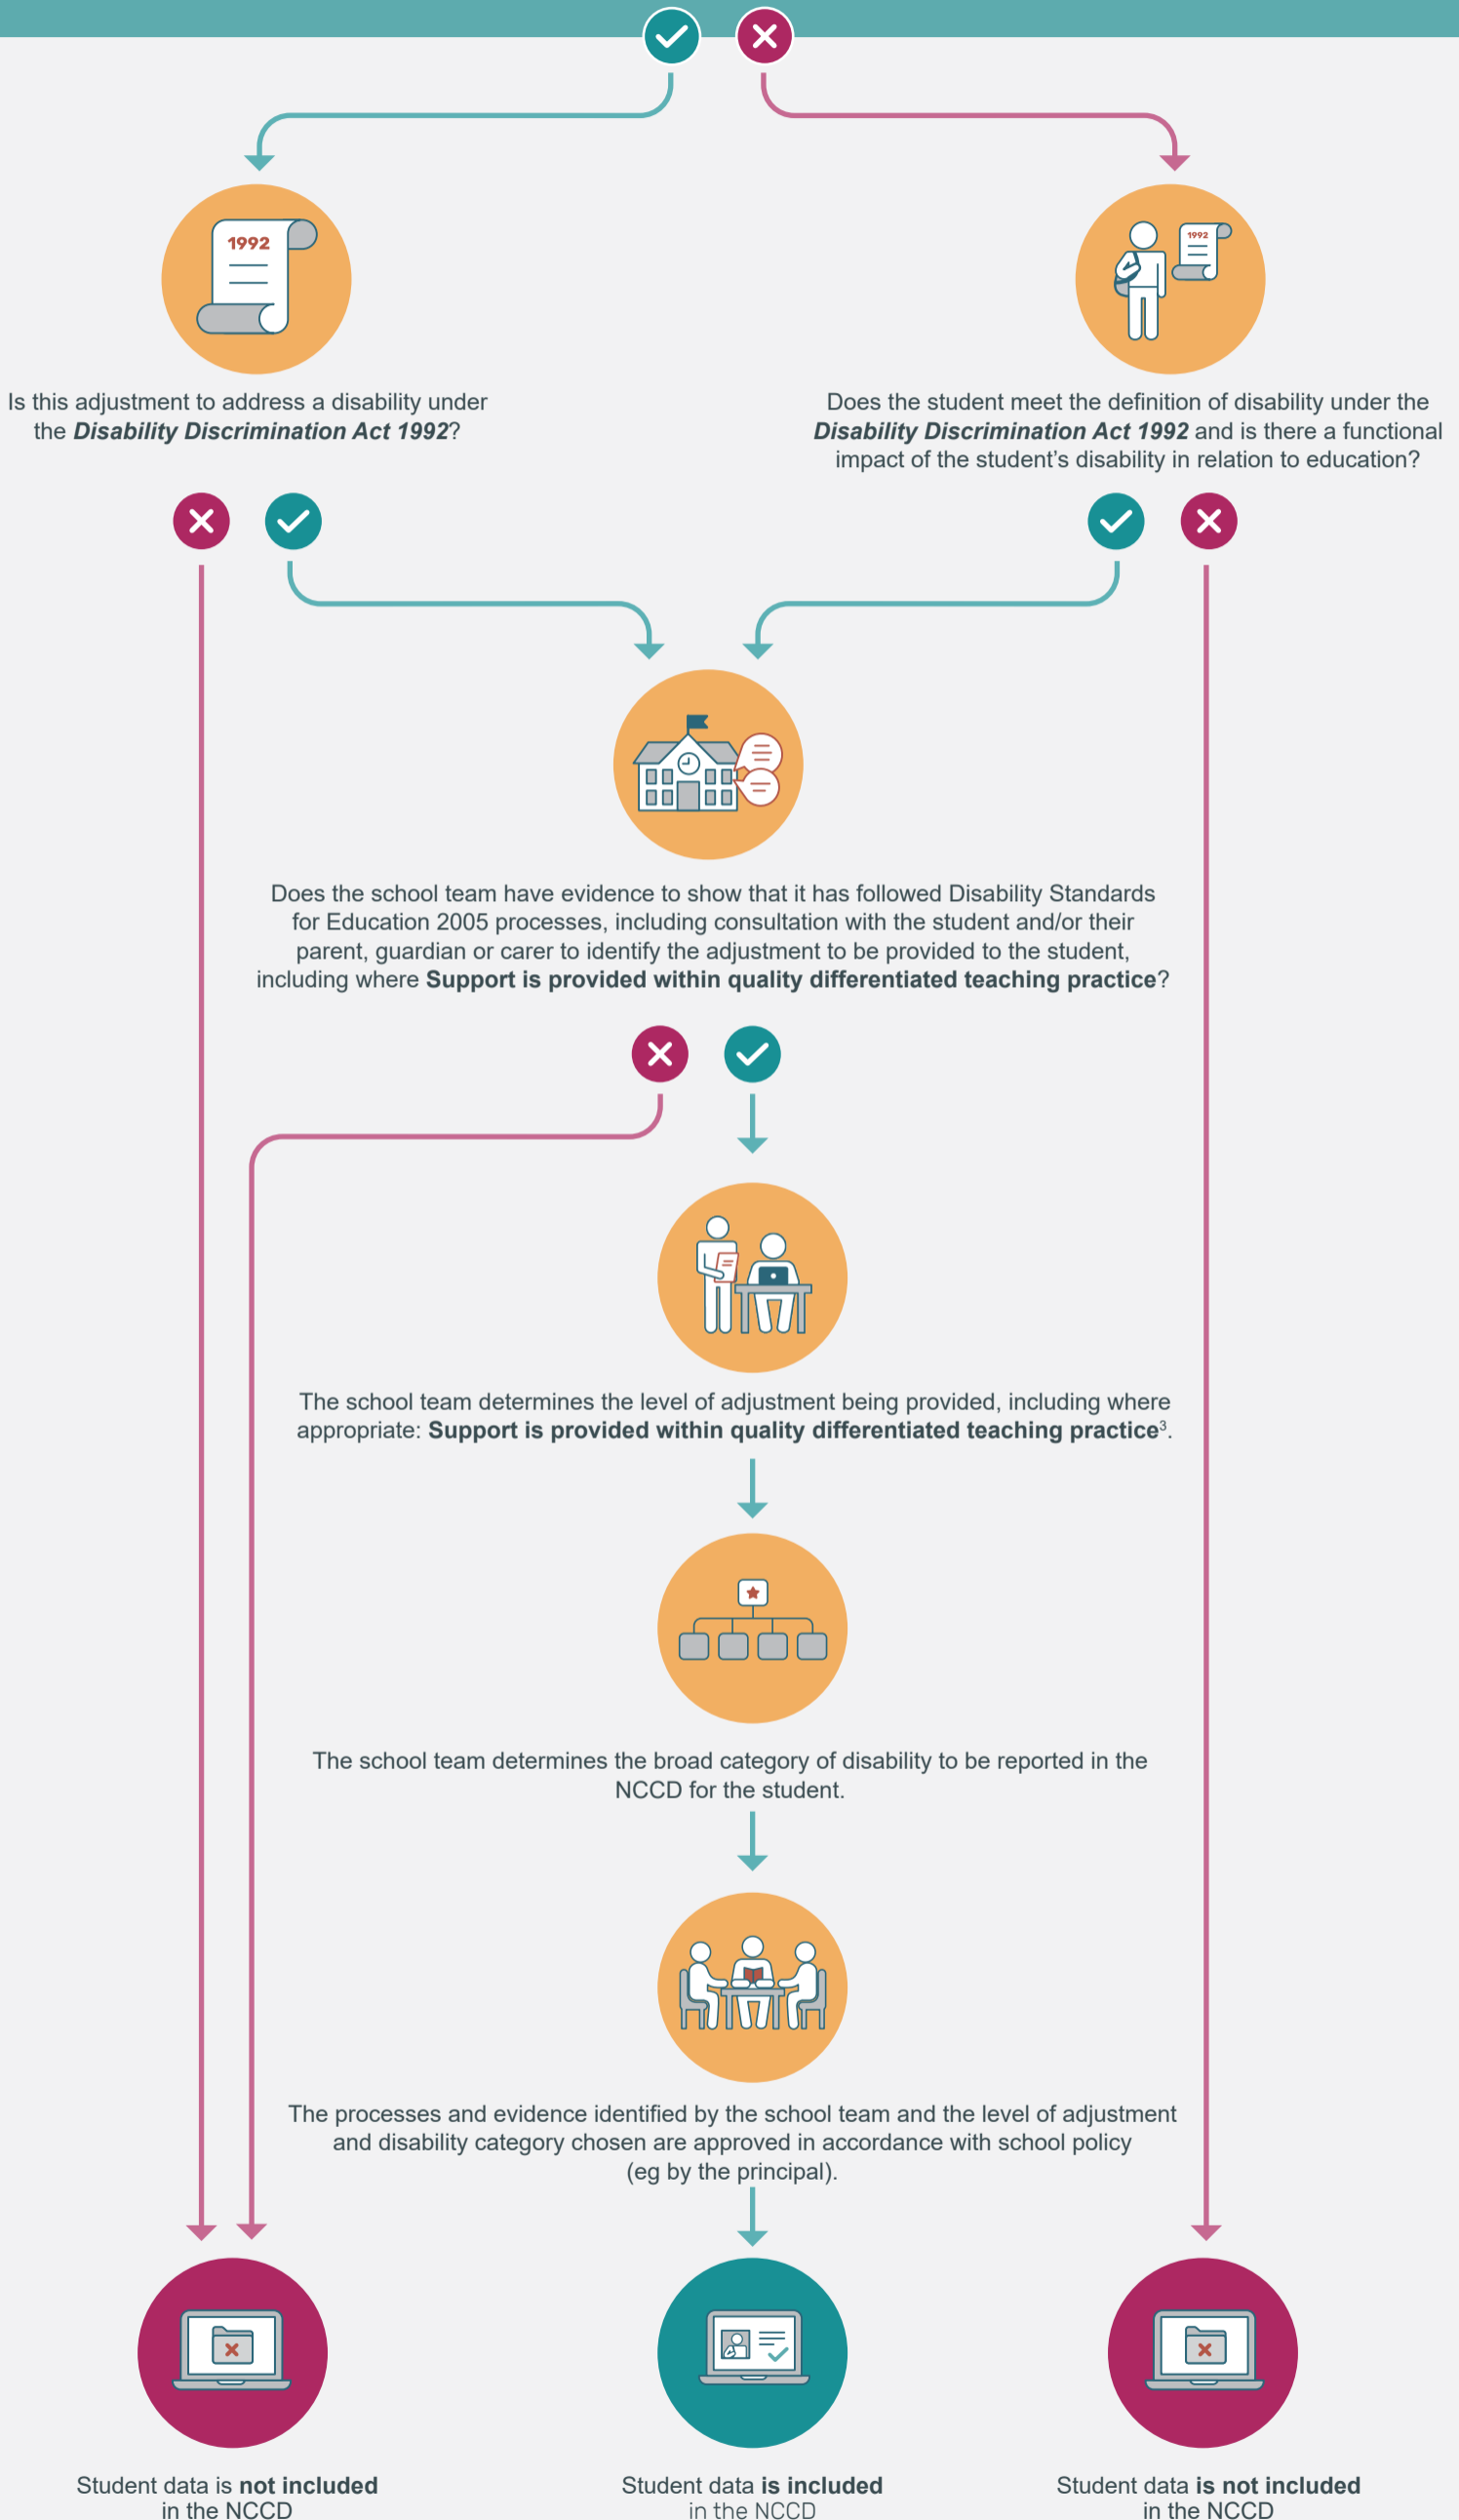 1992
1992
Is this adjustment to address a disability under
the Disability Discrimination Act 1992?
Does the student meet the definition of disability under the
Disability Discrimination Act 1992 and is there a functional
impact of the student’s disability in relation to education?
Does the school team have evidence to show that it has followed Disability Standards
for Education 2005 processes, including consultation with the student and/or their
parent, guardian or carer to identify the adjustment to be provided to the student,
including where Support is provided within quality differentiated teaching practice?
The school team determines the level of adjustment being provided, including where
appropriate: Support is provided within quality differentiated teaching practice³.
The school team determines the broad category of disability to be reported in the
NCCD for the student.
The processes and evidence identified by the school team and the level of adjustment
and disability category chosen are approved in accordance with school policy
(eg by the principal).
Student data is not included
in the NCCD
Student data is included
in the NCCD
Student data is not included
in the NCCD